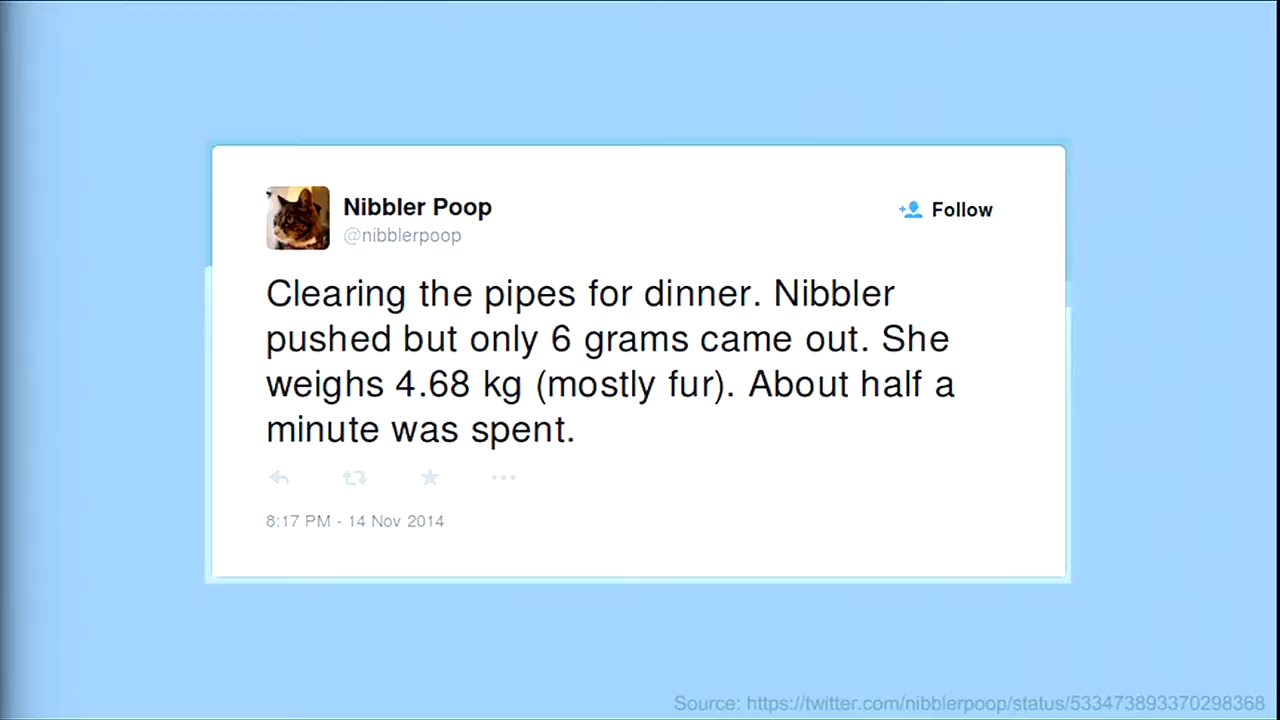 Nibbler Poop
@nibblerpoop
Follow
Clearing the pipes for dinner. Nibbler
pushed but only 6 grams came out. She
weighs 4.68 kg (mostly fur). About half a
minute was spent.
8:17 PM - 14 Nov 2014
Source: https://twitter.com/nibblerpoop/status/533473893370298368